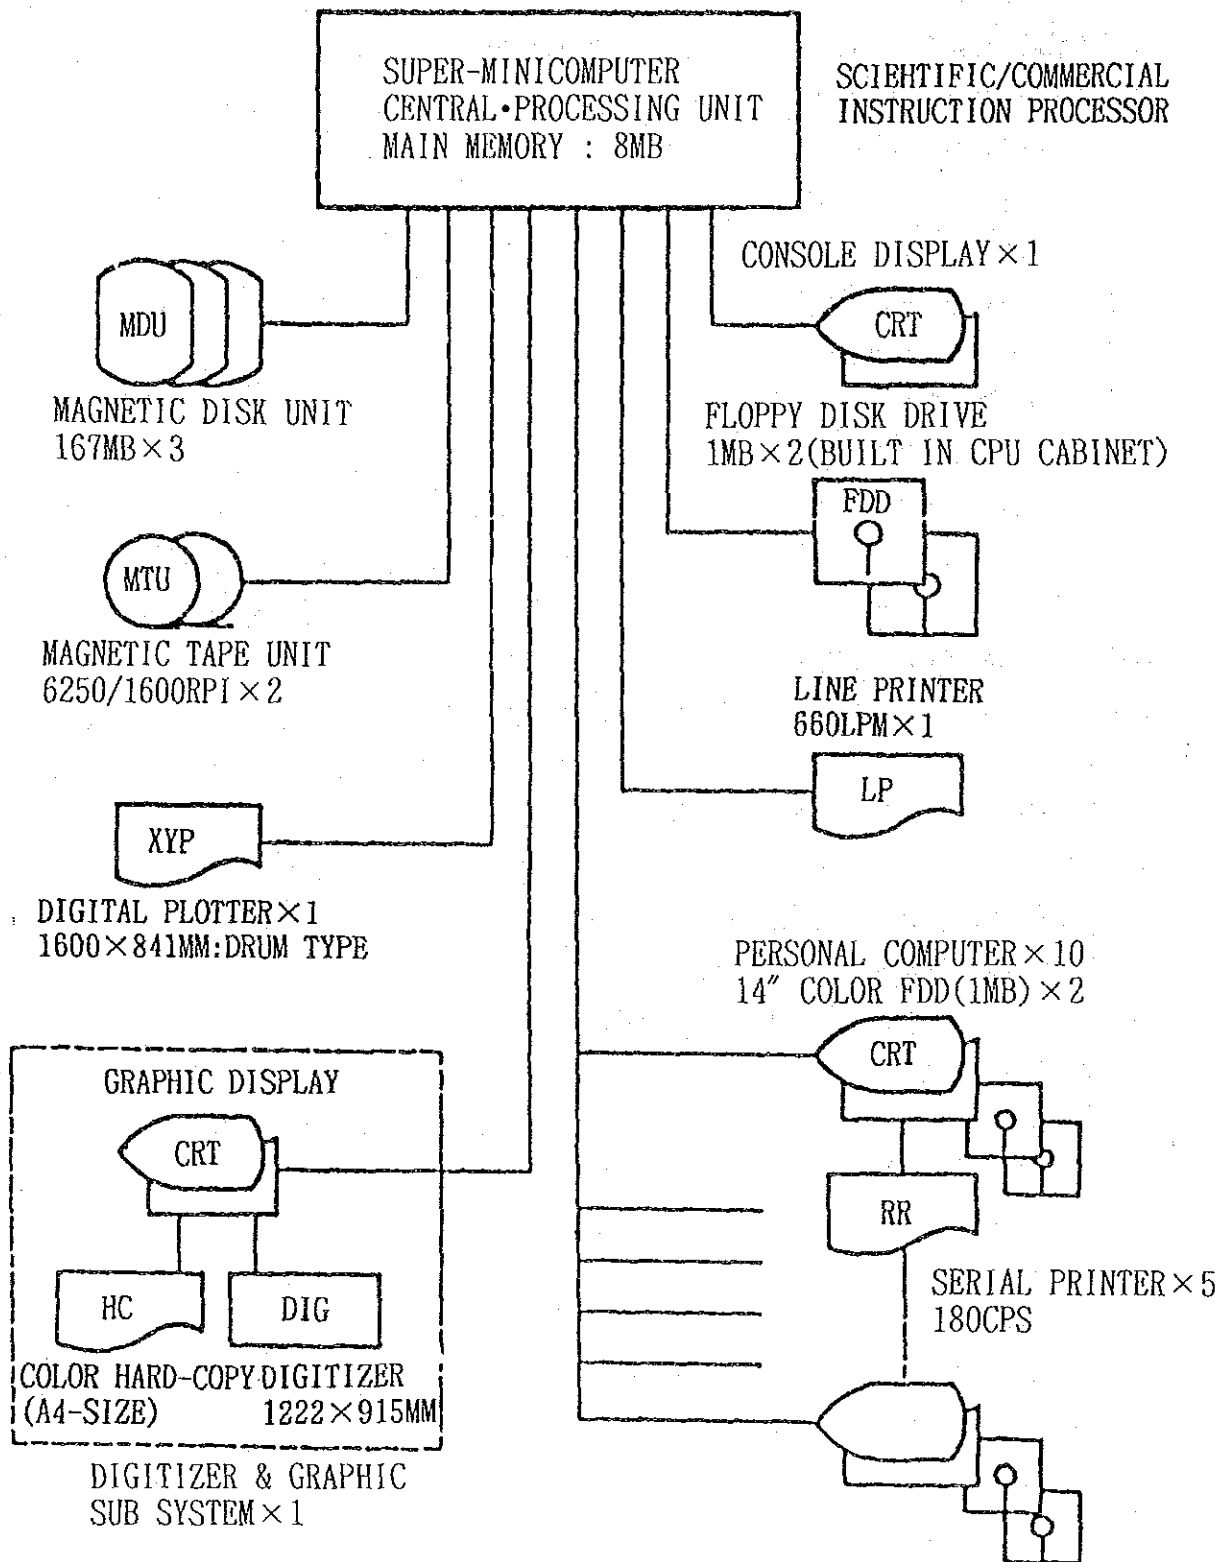 SUPER-MINICOMPUTER
CENTRAL•PROCESSING UNIT
MAIN MEMORY : 8MB
SCIEHTIFIC/COMMERCIAL
INSTRUCTION PROCESSOR
CONSOLE DISPLAY×1
CRT
MDU
MAGNETIC DISK UNIT
167MB×3
FLOPPY DISK DRIVE
1MB×2(BUILT IN CPU CABINET)
FDD
MTU
MAGNETIC TAPE UNIT
6250/1600RPI×2
LINE PRINTER
660LPM×1
LP
XYP
DIGITAL PLOTTER×1
1600×841MM:DRUM TYPE
PERSONAL COMPUTER×10
14″ COLOR FDD(1MB)×2
CRT
RR
SERIAL PRINTER×5
180CPS
GRAPHIC DISPLAY
CRT
HC
DIG
COLOR HARD-COPY
(A4-SIZE)
DIGITIZER
1222×915MM
DIGITIZER & GRAPHIC
SUB SYSTEM×1